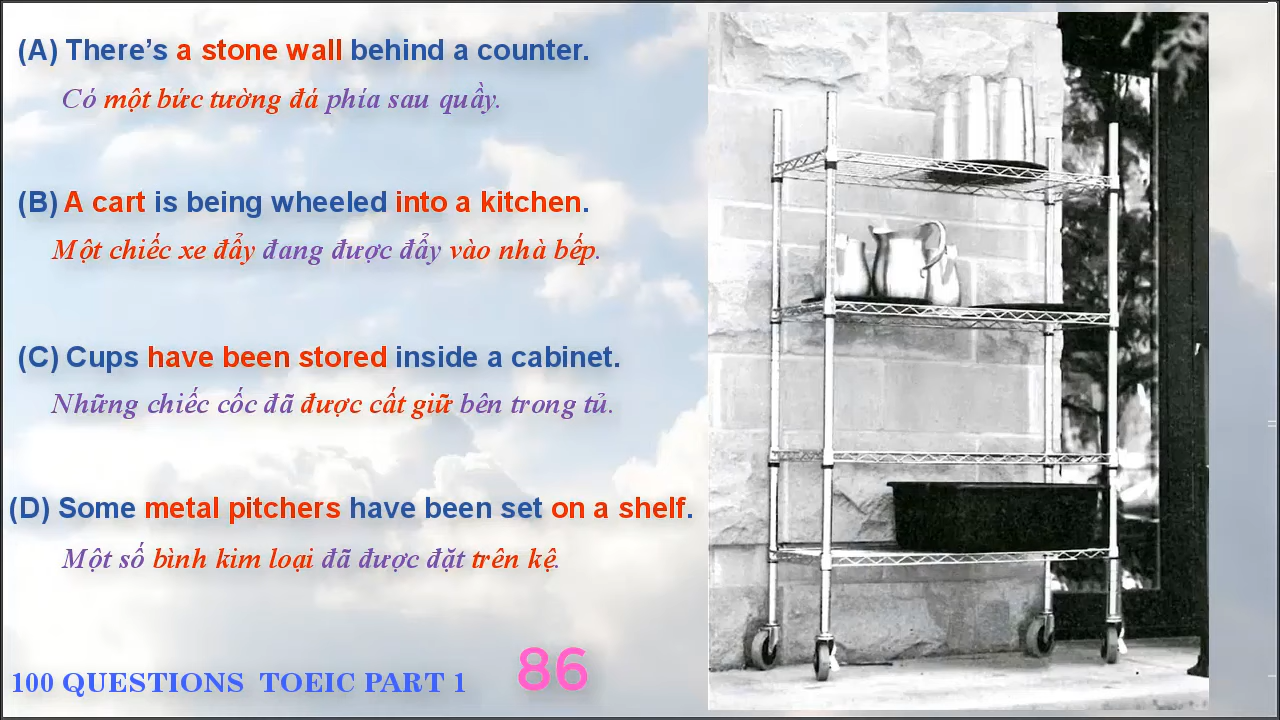 (A) There’s a stone wall behind a counter.
Có một bức tường đá phía sau quầy.
(B) A cart is being wheeled into a kitchen.
Một chiếc xe đẩy đang được đẩy vào nhà bếp.
(C) Cups have been stored inside a cabinet.
Những chiếc cốc đã được cất giữ bên trong tủ.
(D) Some metal pitchers have been set on a shelf.
Một số bình kim loại đã được đặt trên kệ.
100 QUESTIONS TOEIC PART 1
86